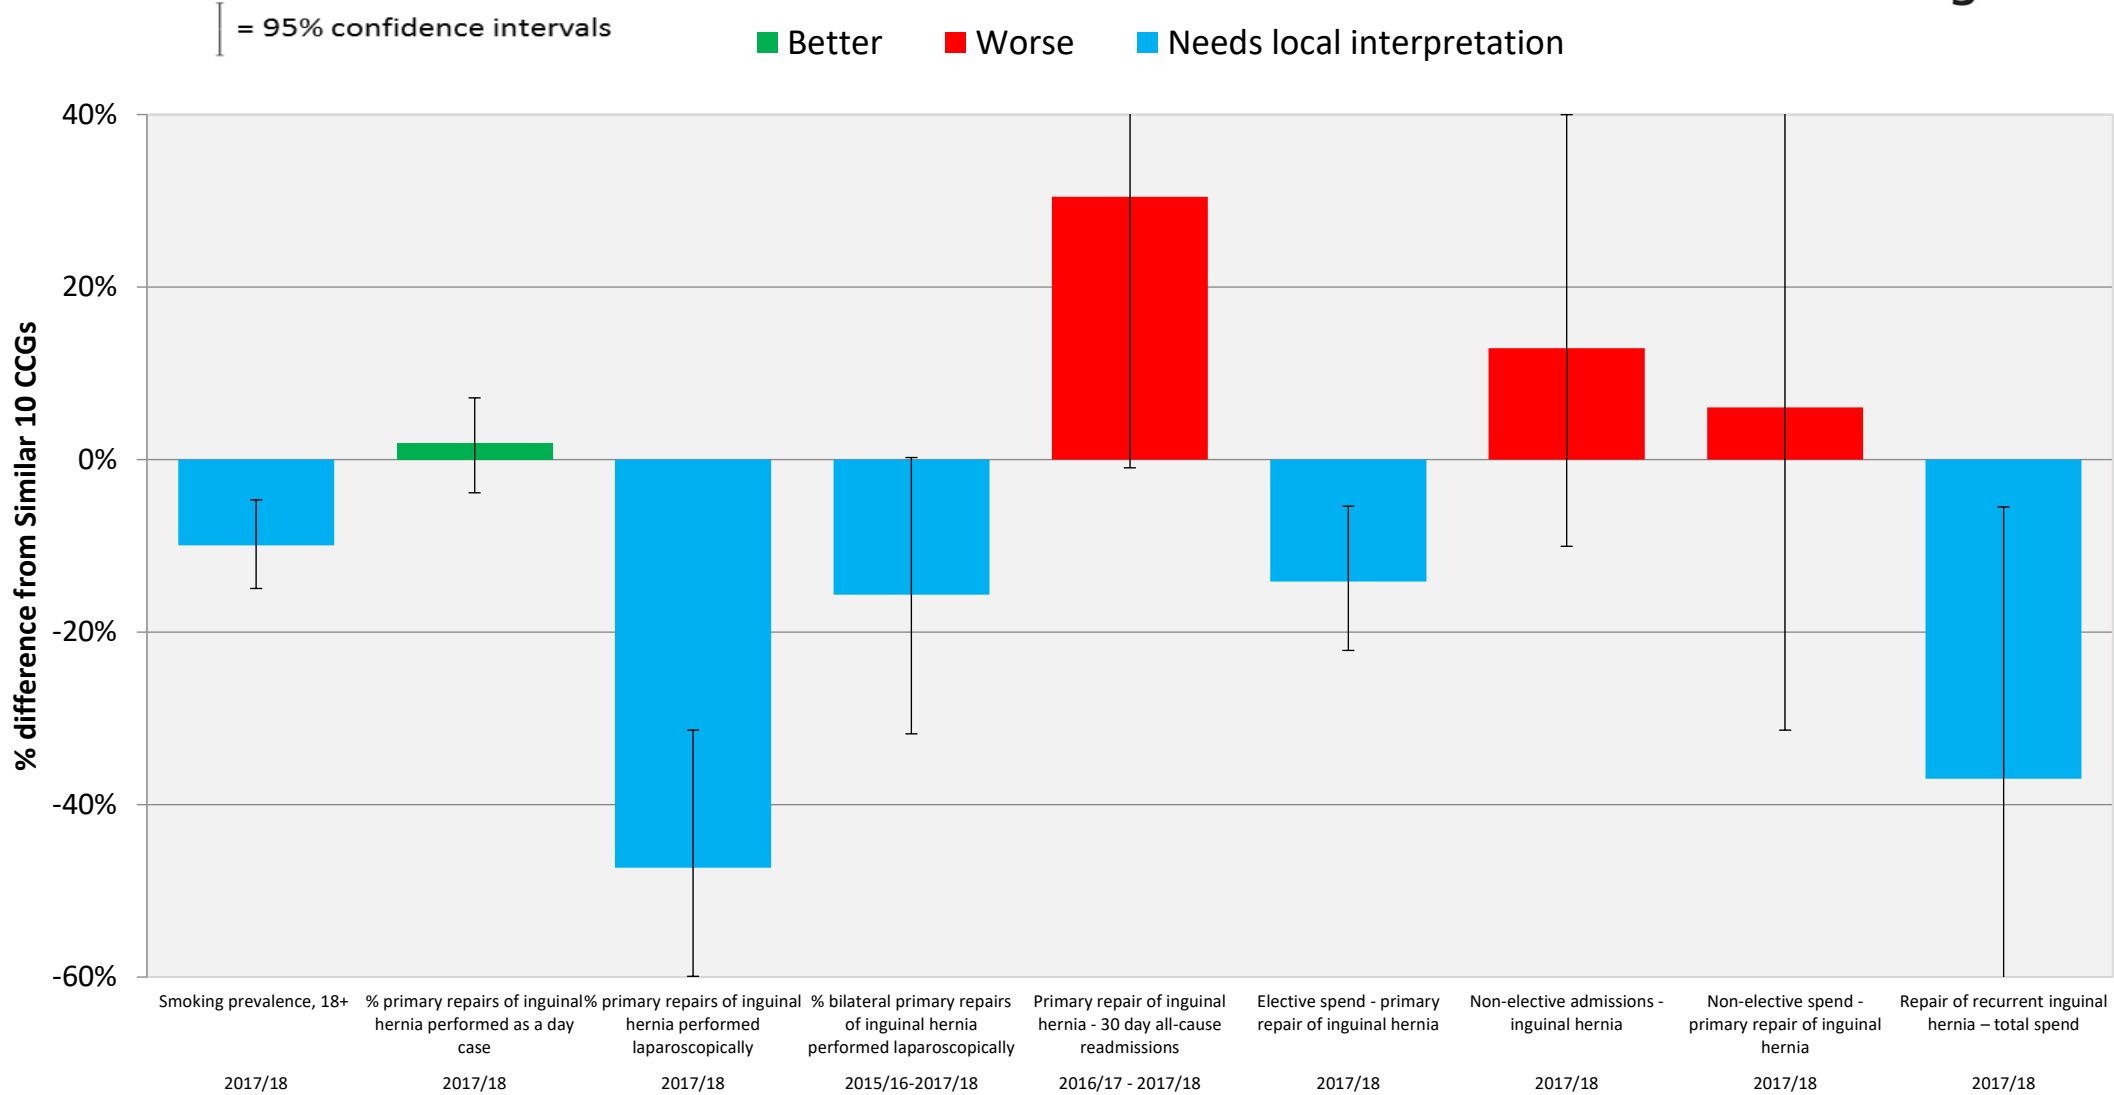 = 95% confidence intervals
Better
Worse
Needs local interpretation
% difference from Similar 10 CCGs
40%
20%
0%
-20%
-40%
-60%
Smoking prevalence, 18+
2017/18
% primary repairs of inguinal
hernia performed as a day
case
2017/18
% primary repairs of inguinal
hernia performed
laparoscopically
2017/18
% bilateral primary repairs
of inguinal hernia
performed laparoscopically
2015/16-2017/18
Primary repair of inguinal
hernia - 30 day all-cause
readmissions
2016/17 - 2017/18
Elective spend - primary
repair of inguinal hernia
2017/18
Non-elective admissions -
inguinal hernia
2017/18
Non-elective spend -
primary repair of inguinal
hernia
2017/18
Repair of recurrent inguinal
hernia – total spend
2017/18